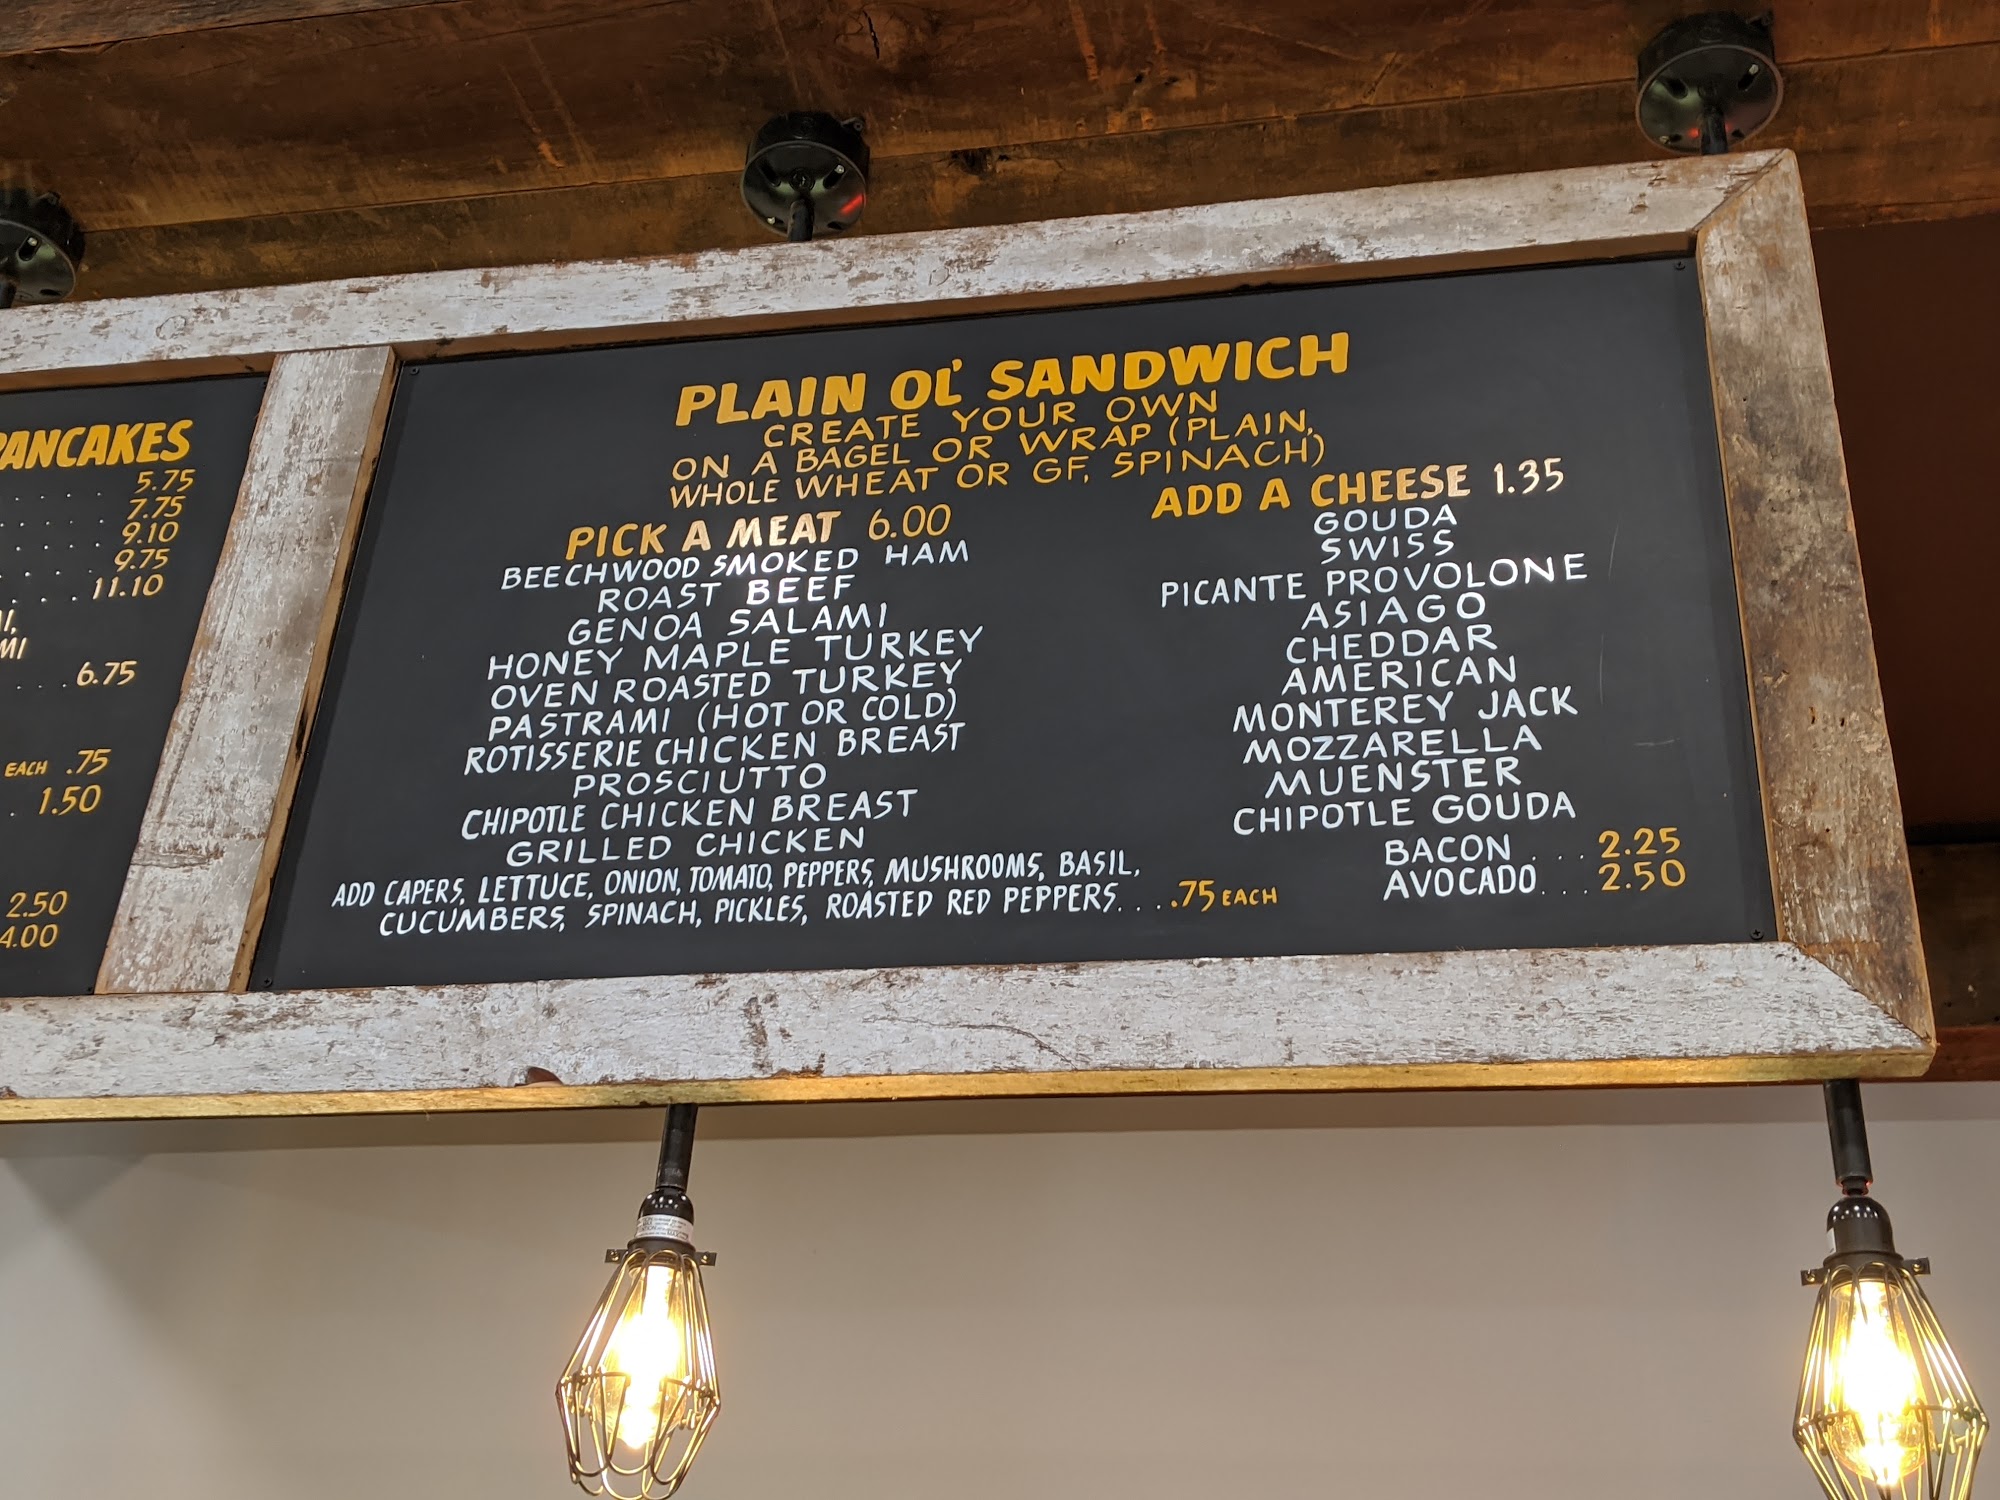 PANCAKES
5.75
7.75
9.10
9.75
11.10
6.75
EACH .75
1.50
2.50
4.00
PLAIN OL' SANDWICH
CREATE YOUR OWN
ON A BAGEL OR WRAP (PLAIN,
WHOLE WHEAT OR GF, SPINACH)
PICK A MEAT 6.00
BEECHWOOD SMOKED HAM
ROAST BEEF
GENOA SALAMI
HONEY MAPLE TURKEY
OVEN ROASTED TURKEY
PASTRAMI (HOT OR COLD)
ROTISSERIE CHICKEN BREAST
PROSCIUTTO
CHIPOTLE CHICKEN BREAST
GRILLED CHICKEN
ADD CAPERS, LETTUCE, ONION, TOMATO, PEPPERS, MUSHROOMS, BASIL,
CUCUMBERS, SPINACH, PICKLES, ROASTED RED PEPPERS. . . . .75 EACH
ADD A CHEESE 1.35
GOUDA
SWISS
PICANTE PROVOLONE
ASIAGO
CHEDDAR
AMERICAN
MONTEREY JACK
MOZZARELLA
MUENSTER
CHIPOTLE GOUDA
BACON . . . 2.25
AVOCADO. . . 2.50